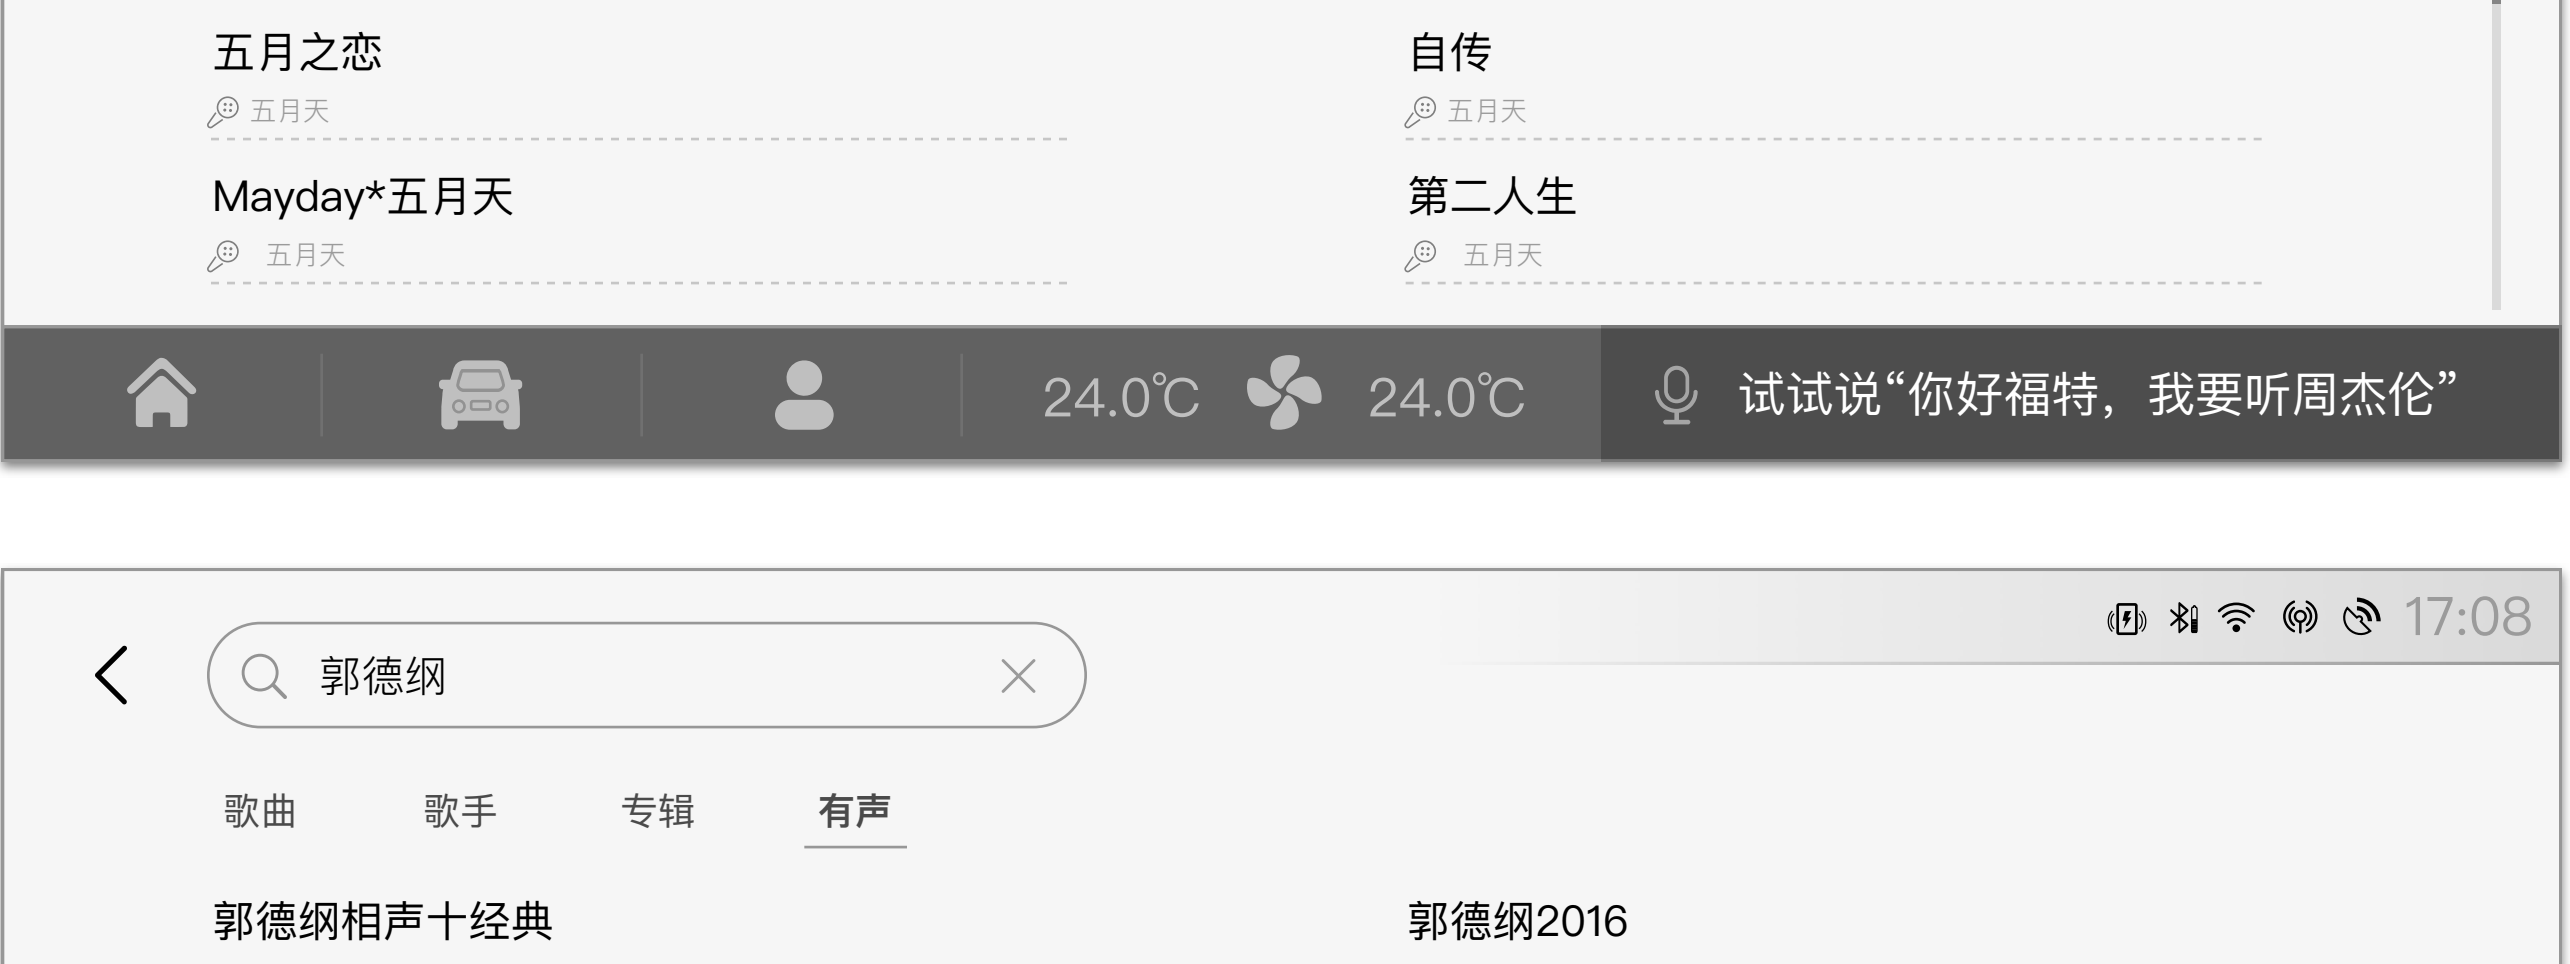 五月之恋
自传
五月天
五月天
Mayday*五月天
第二人生
五月天
五月天
24.0℃ 24.0℃ 试试说“你好福特，我要听周杰伦”
17:08
郭德纲
歌曲 歌手 专辑 有声
郭德纲相声十经典
郭德纲2016